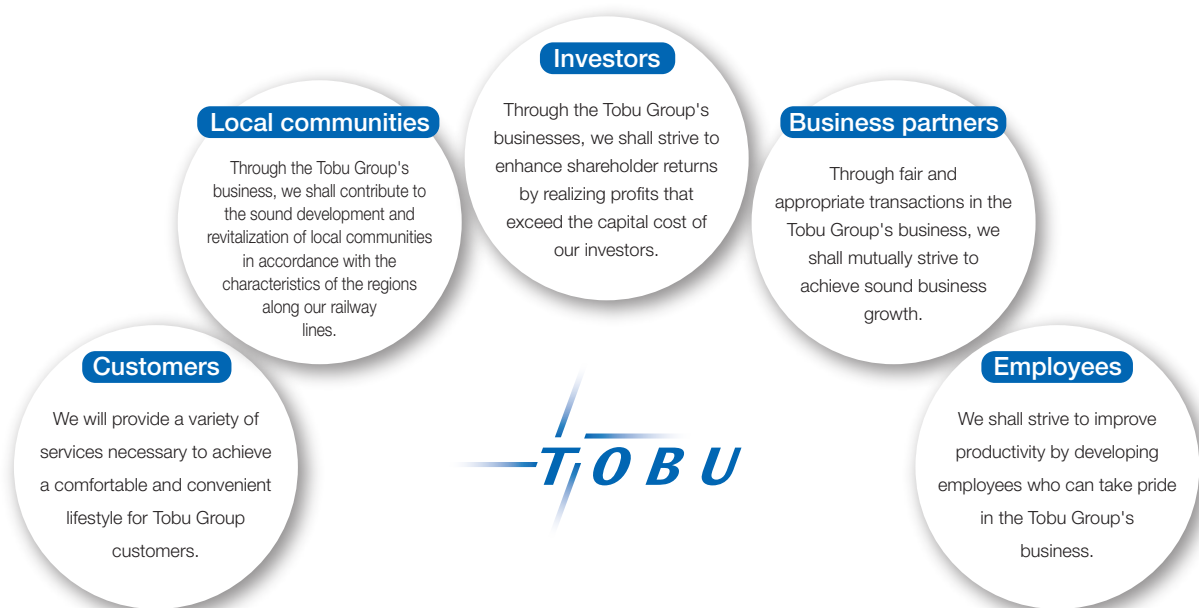 Investors
Through the Tobu Group's
businesses, we shall strive to
enhance shareholder returns
by realizing profits that
exceed the capital cost of
our investors.
Local communities
Through the Tobu Group's
business, we shall contribute to
the sound development and
revitalization of local communities
in accordance with the
characteristics of the regions
along our railway
lines.
Business partners
Through fair and
appropriate transactions in the
Tobu Group's business, we
shall mutually strive to
achieve sound business
growth.
Customers
We will provide a variety of
services necessary to achieve
a comfortable and convenient
lifestyle for Tobu Group
customers.
TOBU
Employees
We shall strive to improve
productivity by developing
employees who can take pride
in the Tobu Group's
business.